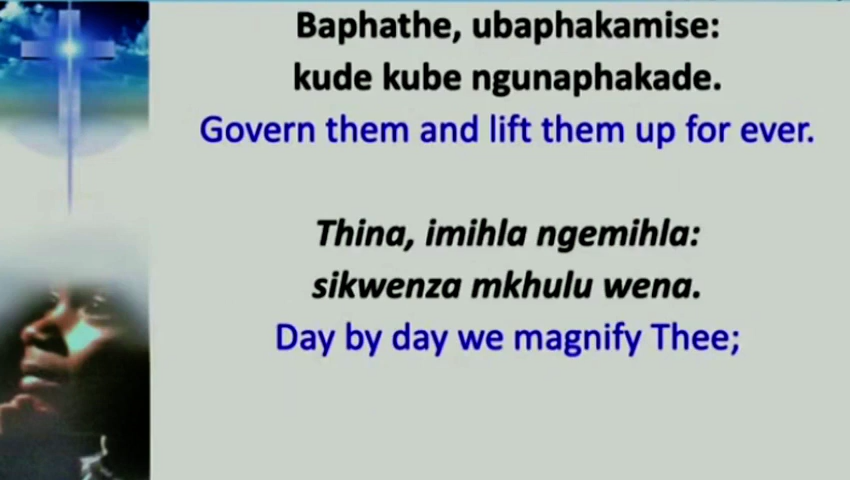 Baphathe, ubaphakamise:
kude kube ngunaphakade.
Govern them and lift them up for ever.
Thina, imihla ngemihla:
sikwenza mkhulu wena.
Day by day we magnify Thee;